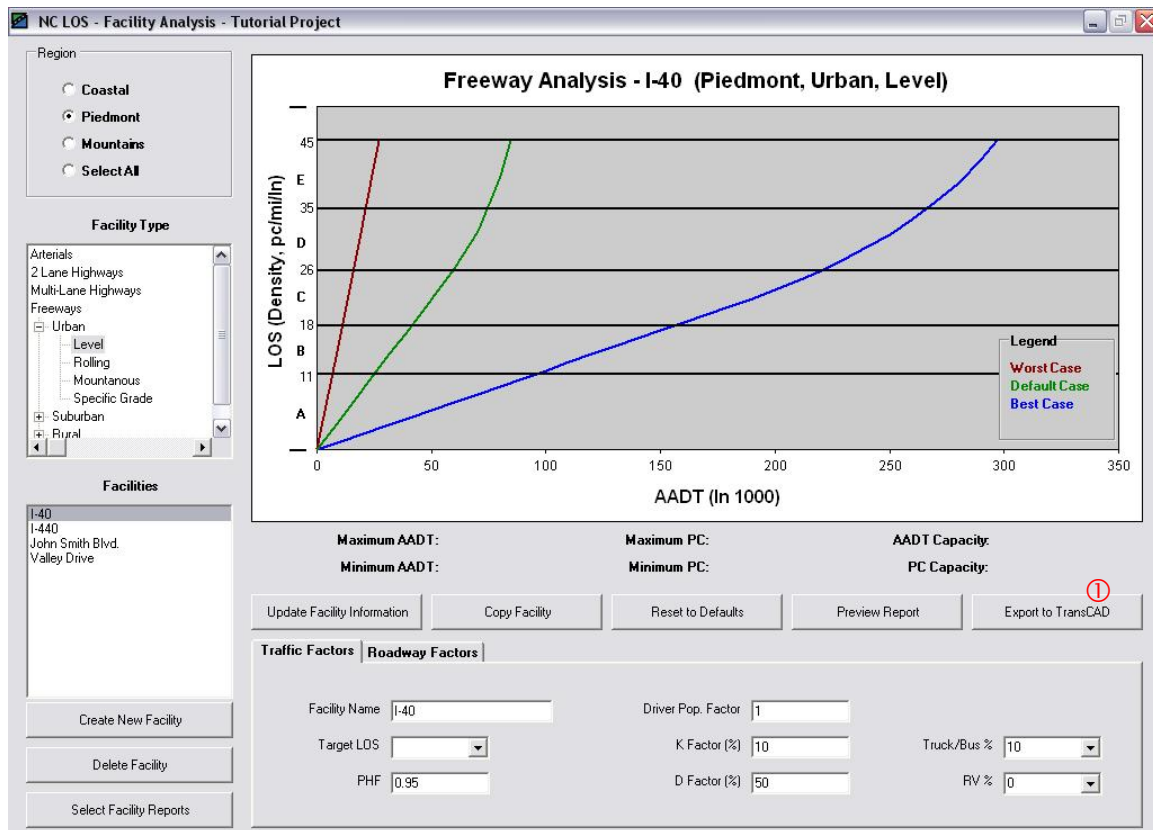 NC LOS - Facility Analysis - Tutorial Project
Region
Coastal
Piedmont
Mountains
Select All
Facility Type
Arterials
2 Lane Highways
Multi-Lane Highways
Freeways
Urban
Level
Rolling
Mountanous
Specific Grade
Suburban
Rural
Facilities
I-40
I-440
John Smith Blvd.
Valley Drive
Create New Facility
Delete Facility
Select Facility Reports
Freeway Analysis - I-40 (Piedmont, Urban, Level)
LOS (Density, pc/mi/ln)
45
E
35
D
26
C
18
B
11
A
0 50 100 150 200 250 300 350
AADT (In 1000)
Legend
Worst Case
Default Case
Best Case
Maximum AADT: Maximum PC: AADT Capacity:
Minimum AADT: Minimum PC: PC Capacity:
①
Update Facility Information Copy Facility Reset to Defaults Preview Report Export to TransCAD
Traffic Factors Roadway Factors
Facility Name I-40 Driver Pop. Factor 1
Target LOS K Factor (%) 10 Truck/Bus % 10
PHF 0.95 D Factor (%) 50 RV % 0